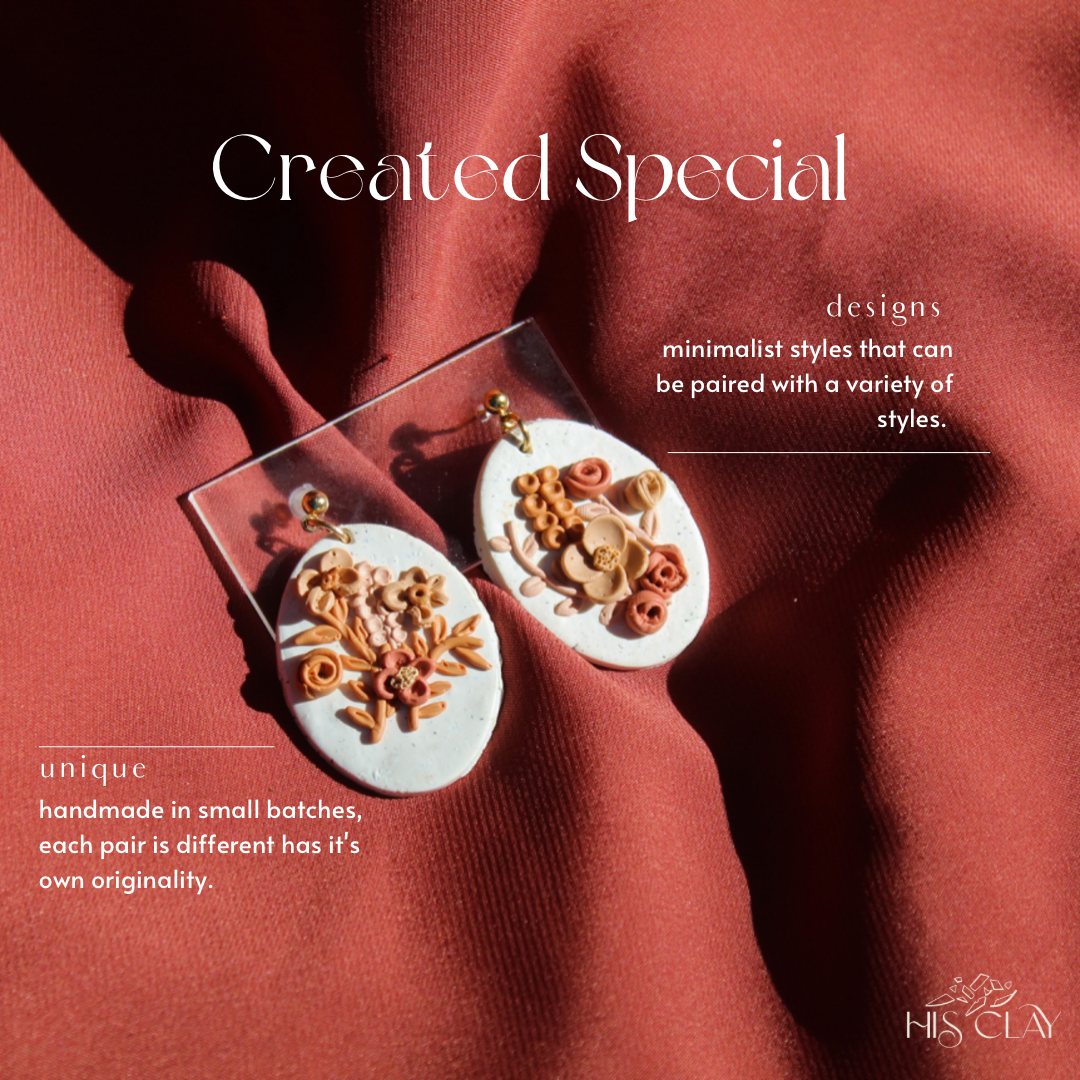 Created Special
designs
minimalist styles that can
be paired with a variety of
styles.
unique
handmade in small batches,
each pair is different has it's
own originality.
HIS CLAY